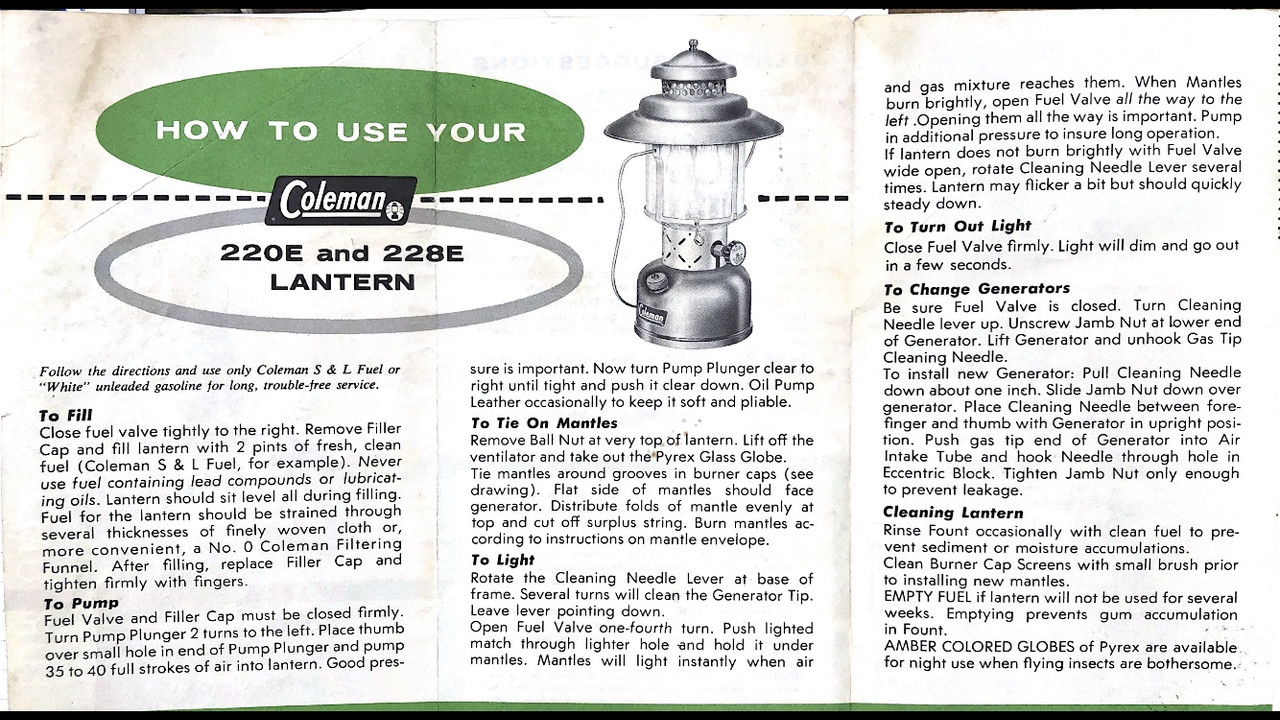 HOW TO USE YOUR
Coleman
220E and 228E
LANTERN
Coleman
Follow the directions and use only Coleman S & L Fuel or
"White" unleaded gasoline for long, trouble-free service.
To Fill
Close fuel valve tightly to the right. Remove Filler
Cap and fill lantern with 2 pints of fresh, clean
fuel (Coleman S & L Fuel, for example). Never
use fuel containing lead compounds or lubricat-
ing oils. Lantern should sit level all during filling.
Fuel for the lantern should be strained through
several thicknesses of finely woven cloth or,
more convenient, a No. 0 Coleman Filtering
Funnel. After filling, replace Filler Cap and
tighten firmly with fingers.
To Pump
Fuel Valve and Filler Cap must be closed firmly.
Turn Pump Plunger 2 turns to the left. Place thumb
over small hole in end of Pump Plunger and pump
35 to 40 full strokes of air into lantern. Good pres-
sure is important. Now turn Pump Plunger clear to
right until tight and push it clear down. Oil Pump
Leather occasionally to keep it soft and pliable.
To Tie On Mantles
Remove Ball Nut at very top of lantern. Lift off the
ventilator and take out the Pyrex Glass Globe.
Tie mantles around grooves in burner caps (see
drawing). Flat side of mantles should face
generator. Distribute folds of mantle evenly at
top and cut off surplus string. Burn mantles ac-
cording to instructions on mantle envelope.
To Light
Rotate the Cleaning Needle Lever at base of
frame. Several turns will clean the Generator Tip.
Leave lever pointing down.
Open Fuel Valve one-fourth turn. Push lighted
match through lighter hole and hold it under
mantles. Mantles will light instantly when air
and gas mixture reaches them. When Mantles
burn brightly, open Fuel Valve all the way to the
left .Opening them all the way is important. Pump
in additional pressure to insure long operation.
If lantern does not burn brightly with Fuel Valve
wide open, rotate Cleaning Needle Lever several
times. Lantern may flicker a bit but should quickly
steady down.
To Turn Out Light
Close Fuel Valve firmly. Light will dim and go out
in a few seconds.
To Change Generators
Be sure Fuel Valve is closed. Turn Cleaning
Needle lever up. Unscrew Jamb Nut at lower end
of Generator. Lift Generator and unhook Gas Tip
Cleaning Needle.
To install new Generator: Pull Cleaning Needle
down about one inch. Slide Jamb Nut down over
generator. Place Cleaning Needle between fore-
finger and thumb with Generator in upright posi-
tion. Push gas tip end of Generator into Air
Intake Tube and hook Needle through hole in
Eccentric Block. Tighten Jamb Nut only enough
to prevent leakage.
Cleaning Lantern
Rinse Fount occasionally with clean fuel to pre-
vent sediment or moisture accumulations.
Clean Burner Cap Screens with small brush prior
to installing new mantles.
EMPTY FUEL if lantern will not be used for several
weeks. Emptying prevents gum accumulation
in Fount.
AMBER COLORED GLOBES of Pyrex are available
for night use when flying insects are bothersome.